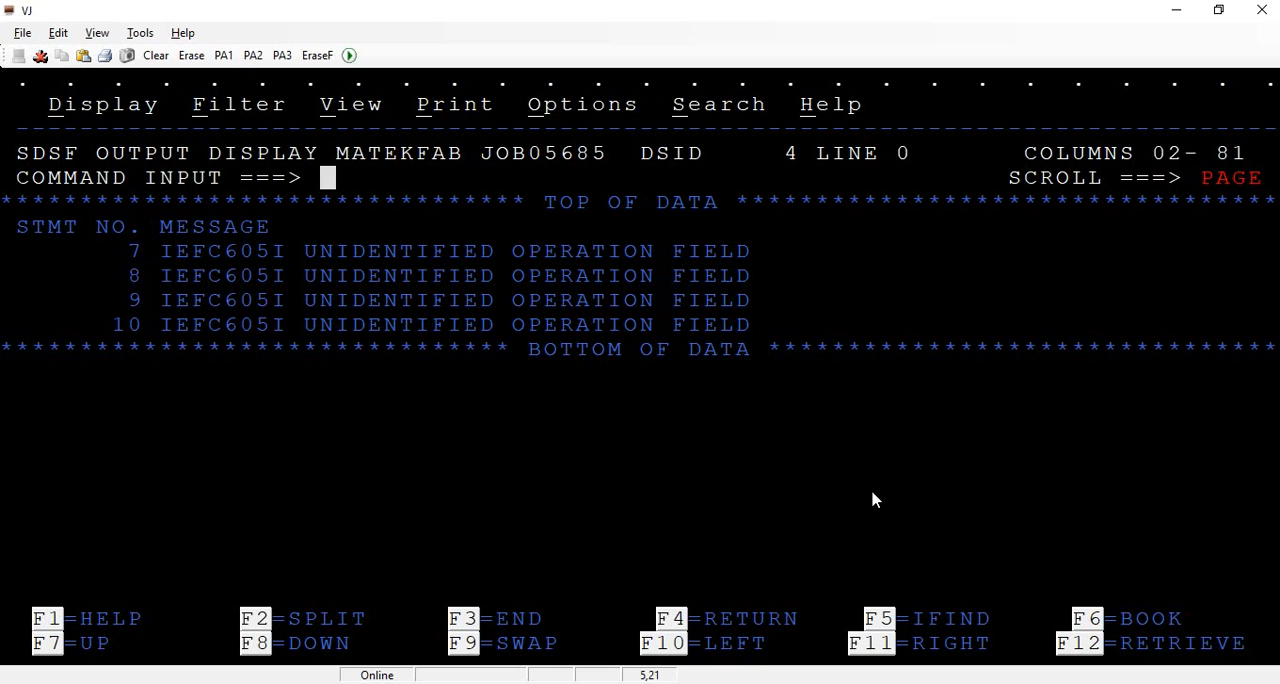 VJ
File Edit View Tools Help
Clear Erase PA1 PA2 PA3 EraseF
Display Filter View Print Options Search Help
-------------------------------------------------------------------------------
SDSF OUTPUT DISPLAY MATEKFAB JOB05685 DSID 4 LINE 0 COLUMNS 02- 81
COMMAND INPUT ===> SCROLL ===> PAGE
********************************* TOP OF DATA **********************************
STMT NO. MESSAGE
7 IEFC605I UNIDENTIFIED OPERATION FIELD
8 IEFC605I UNIDENTIFIED OPERATION FIELD
9 IEFC605I UNIDENTIFIED OPERATION FIELD
10 IEFC605I UNIDENTIFIED OPERATION FIELD
******************************** BOTTOM OF DATA ********************************
F1=HELP F2=SPLIT F3=END F4=RETURN F5=IFIND F6=BOOK
F7=UP F8=DOWN F9=SWAP F10=LEFT F11=RIGHT F12=RETRIEVE
Online 5,21